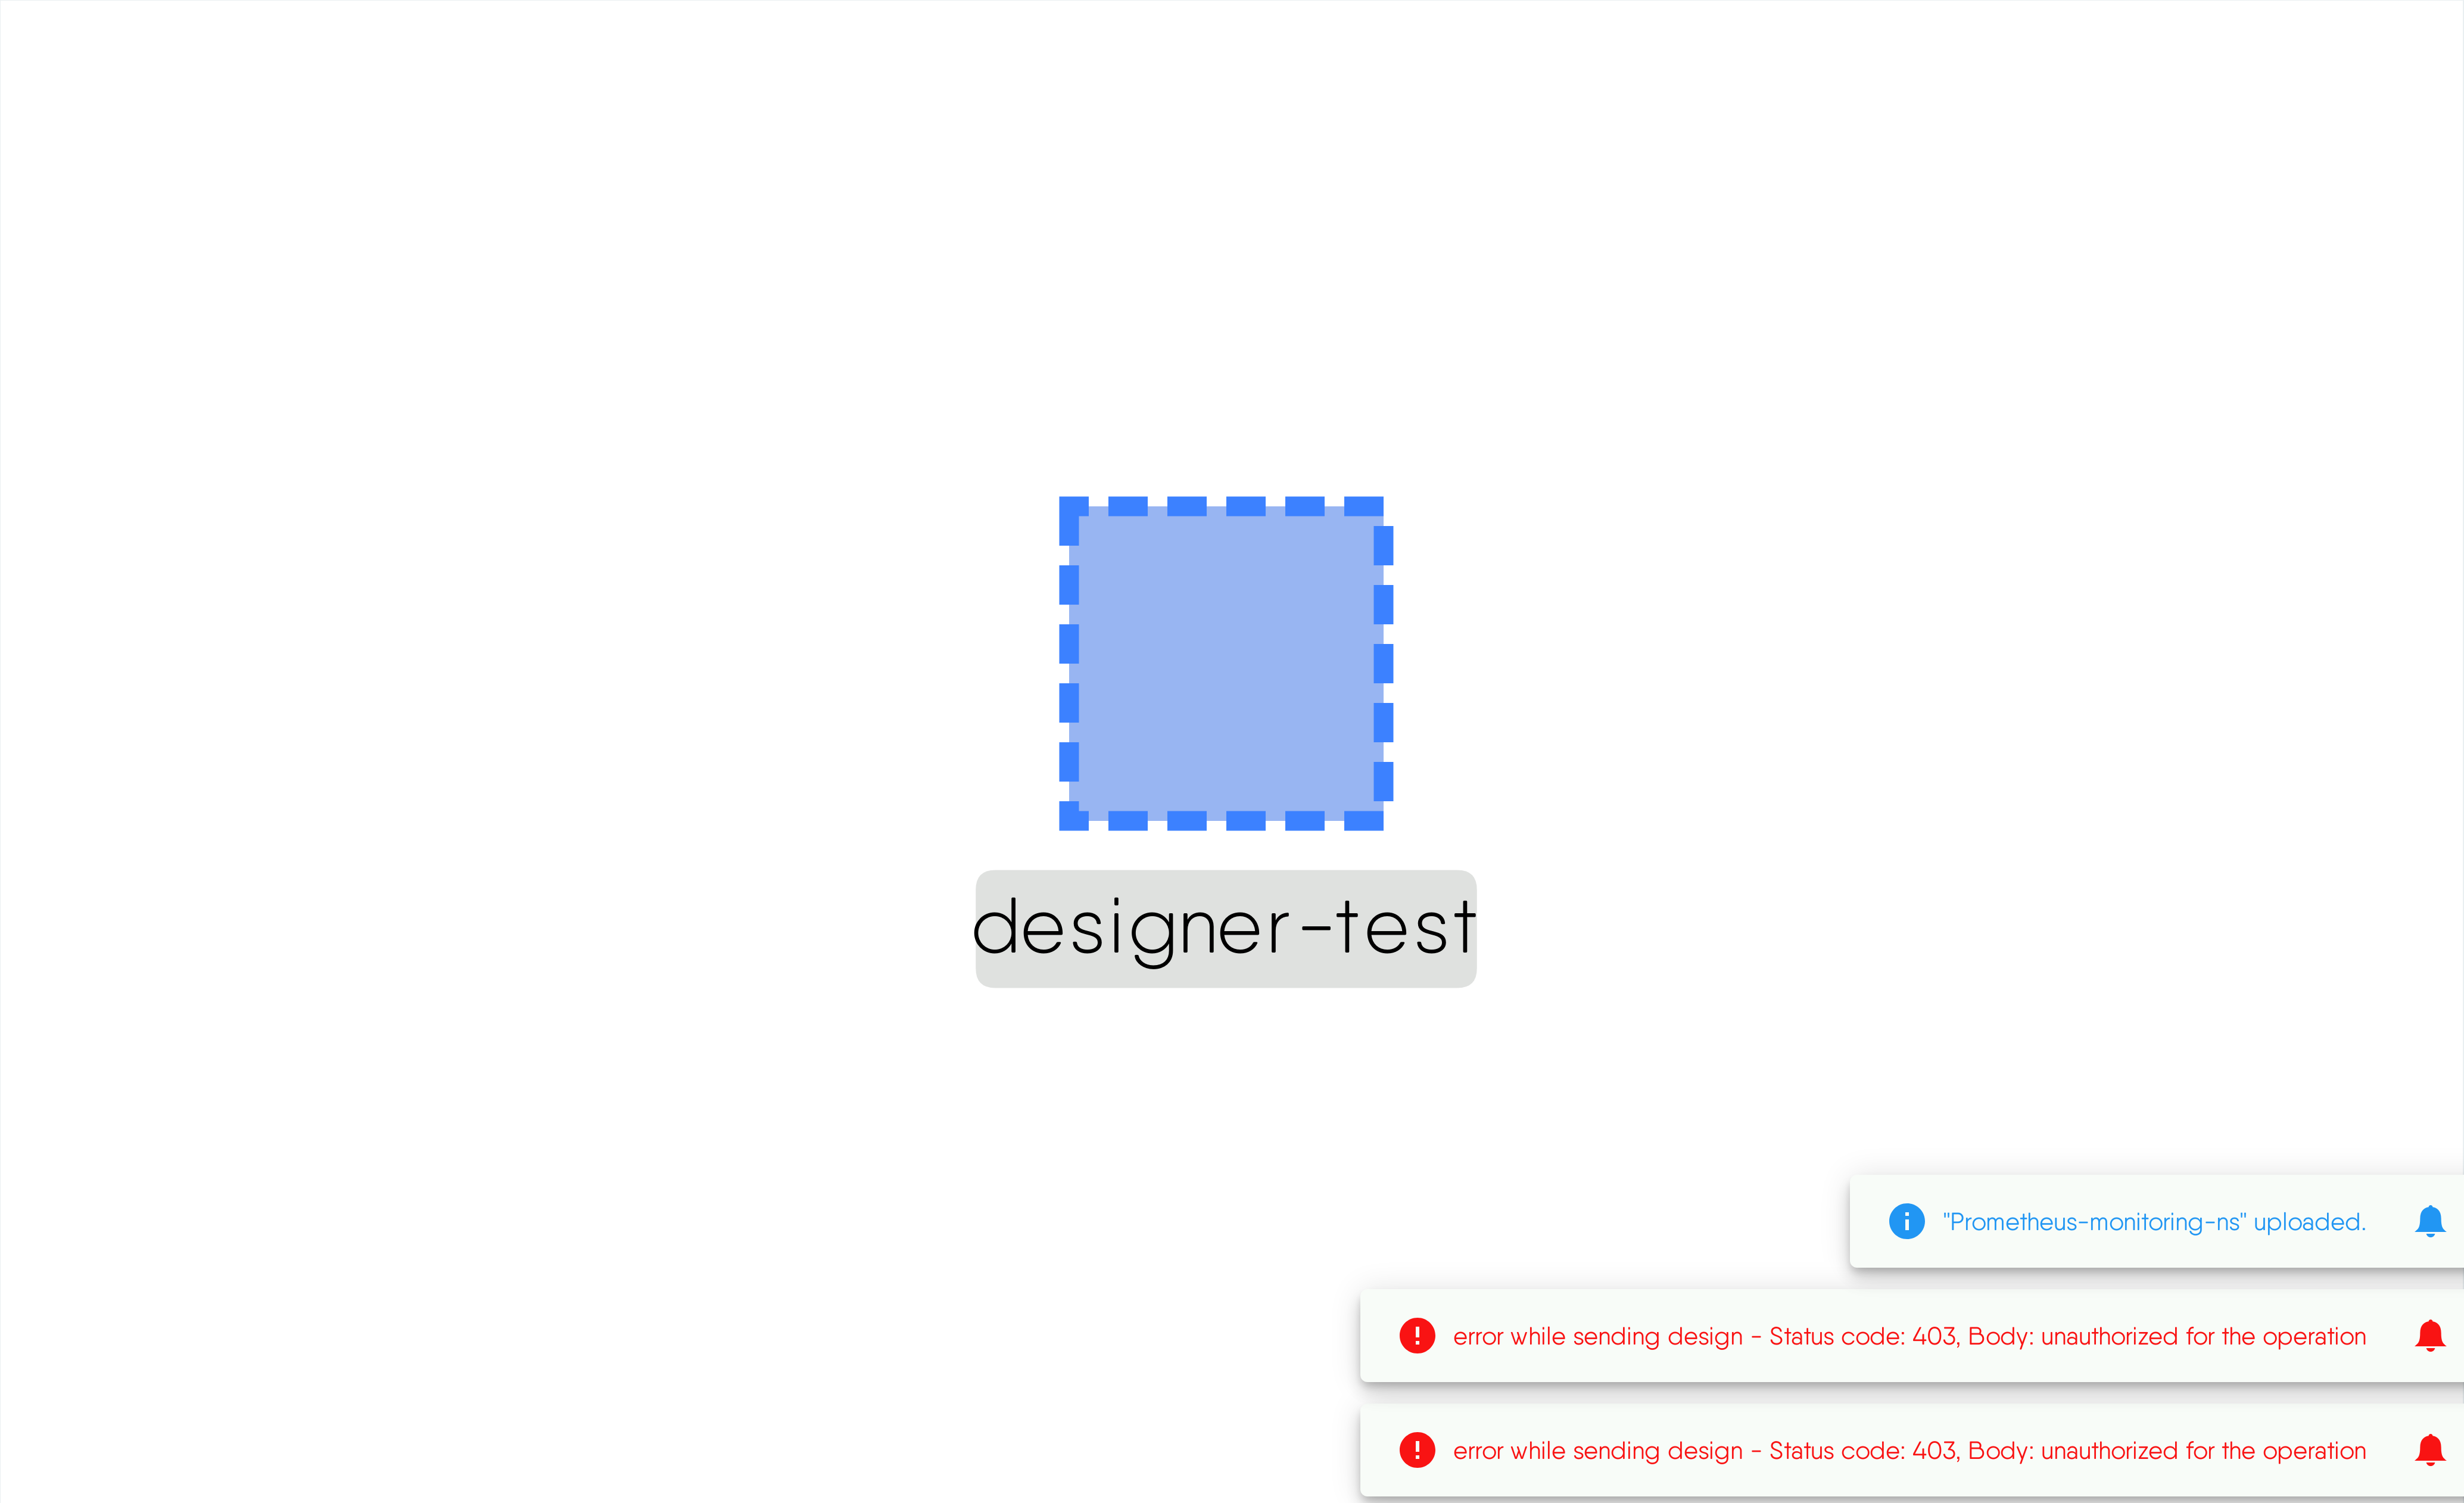 designer-test
"Prometheus-monitoring-ns" uploaded.
error while sending design - Status code: 403, Body: unauthorized for the operation
error while sending design - Status code: 403, Body: unauthorized for the operation